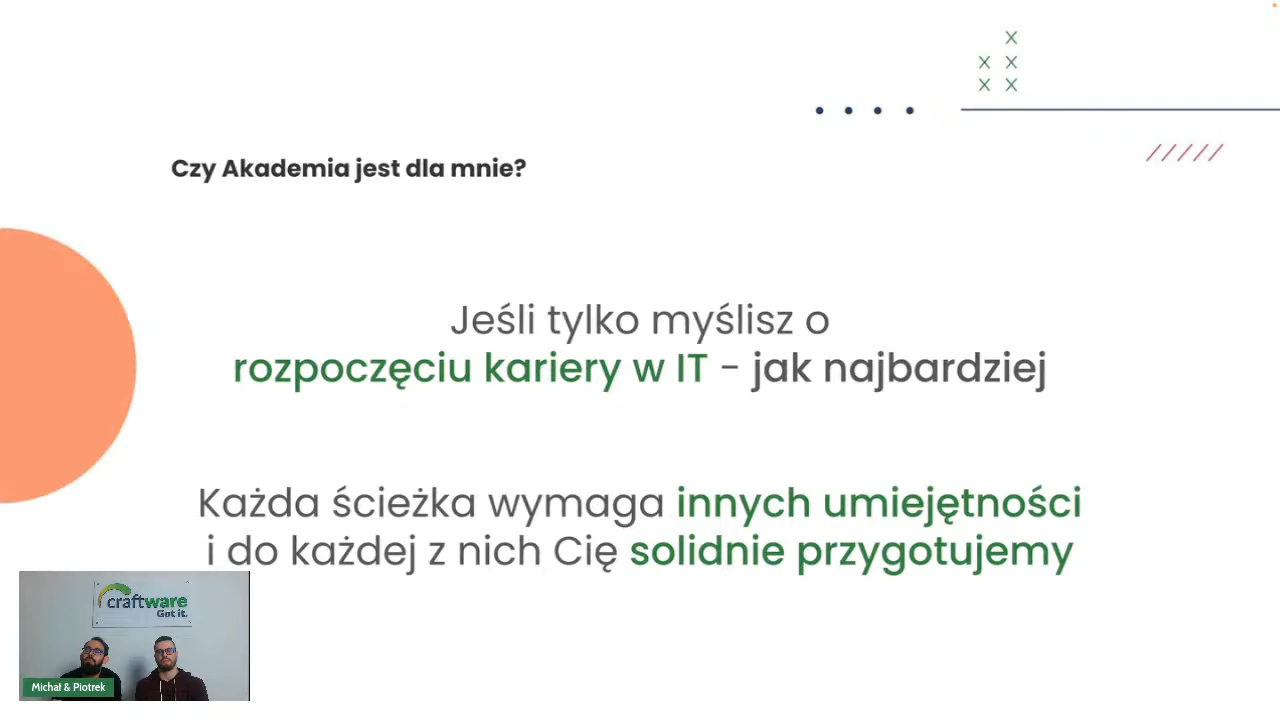 Czy Akademia jest dla mnie?
Jeśli tylko myślisz o
rozpoczęciu kariery w IT - jak najbardziej
Każda ścieżka wymaga innych umiejętności
i do każdej z nich Cię solidnie przygotujemy
craftware
Get it.
Michał & Piotrek